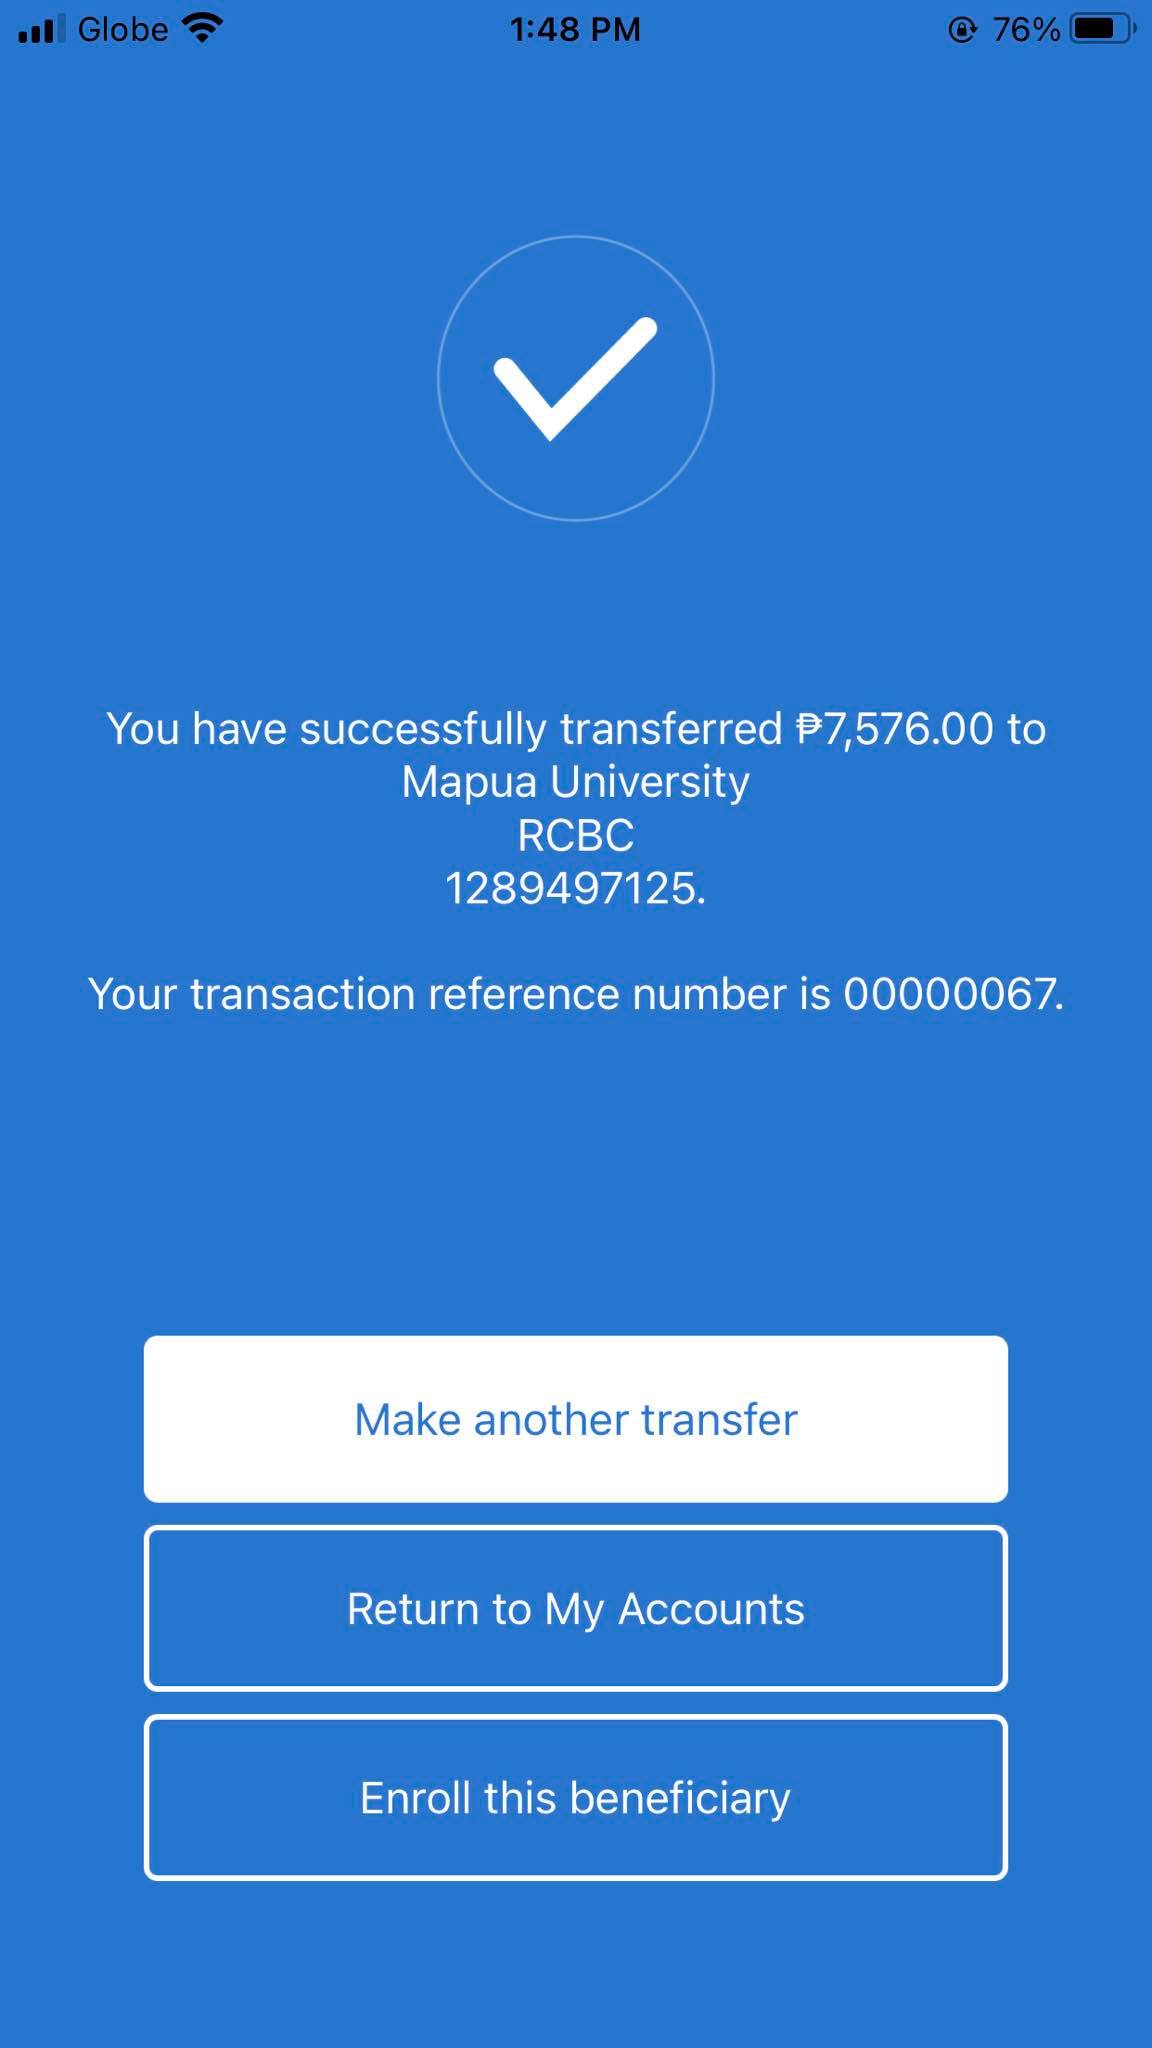 Globe
1:48 PM
76%
You have successfully transferred ₱7,576.00 to
Mapua University
RCBC
1289497125.
Your transaction reference number is 00000067.
Make another transfer
Return to My Accounts
Enroll this beneficiary